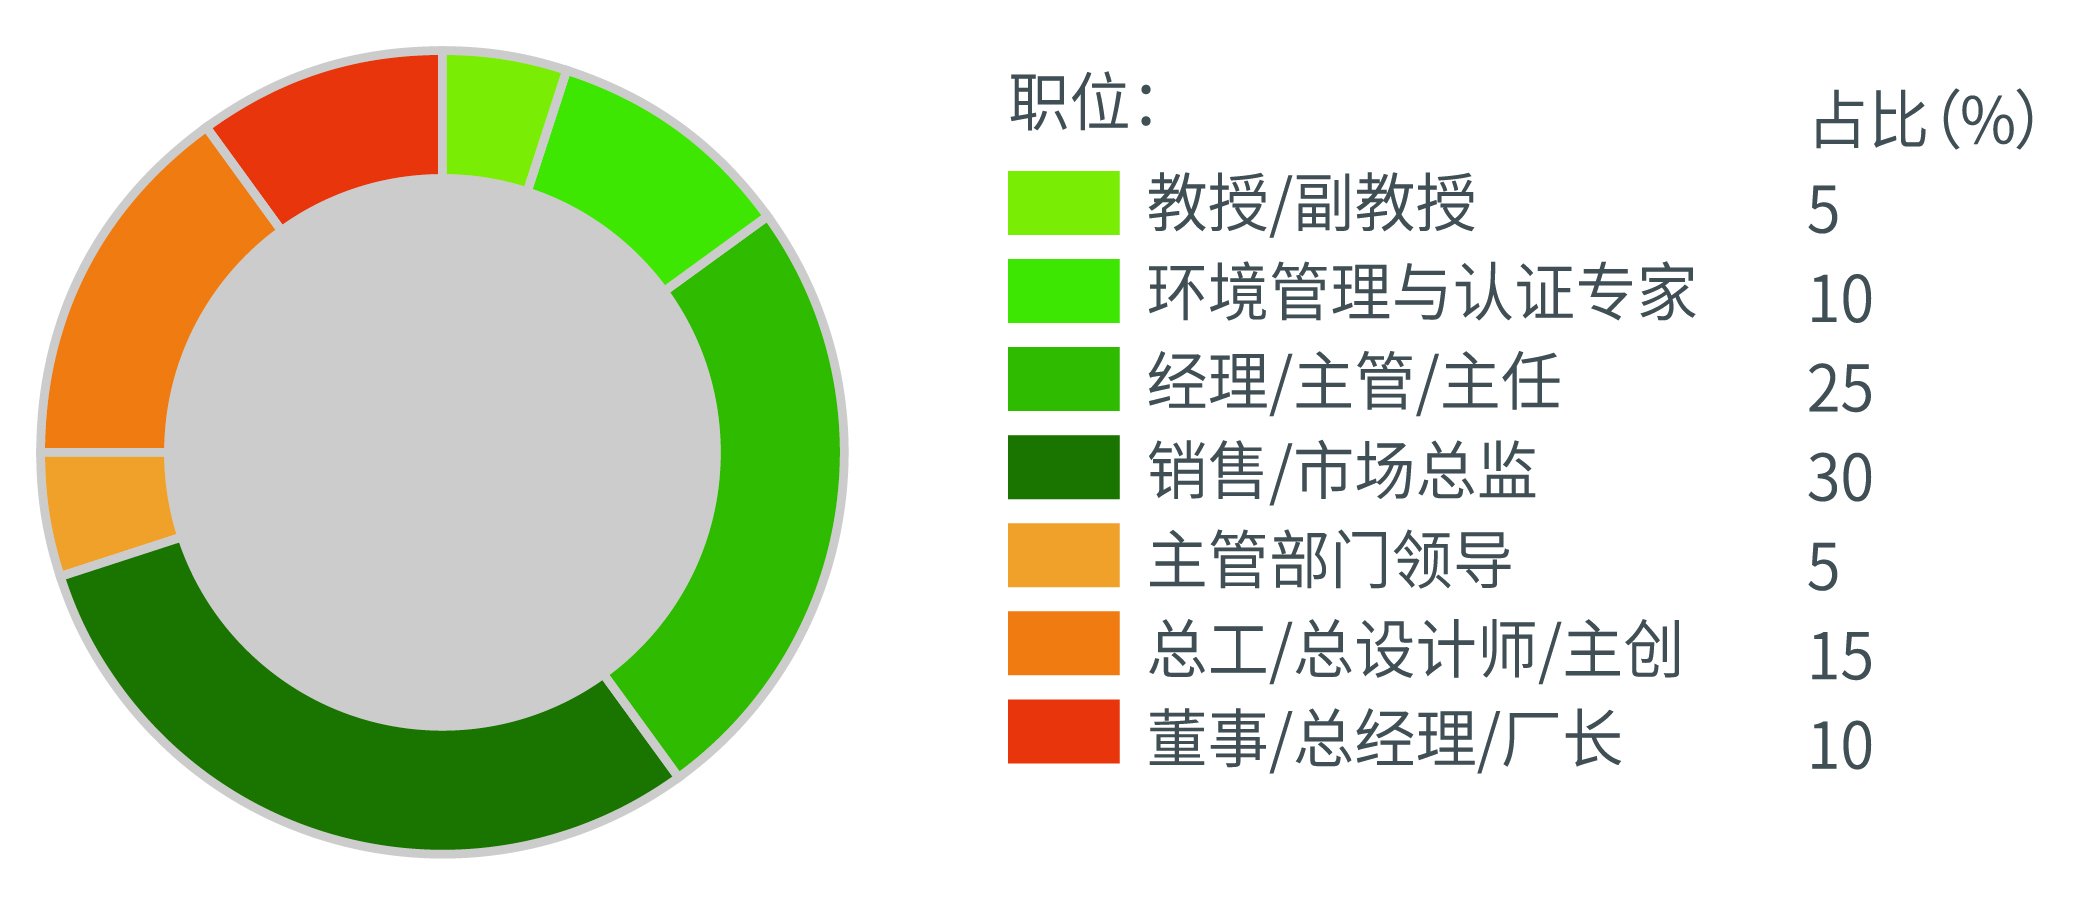 职位： 占比（%）
教授/副教授 5
环境管理与认证专家 10
经理/主管/主任 25
销售/市场总监 30
主管部门领导 5
总工/总设计师/主创 15
董事/总经理/厂长 10